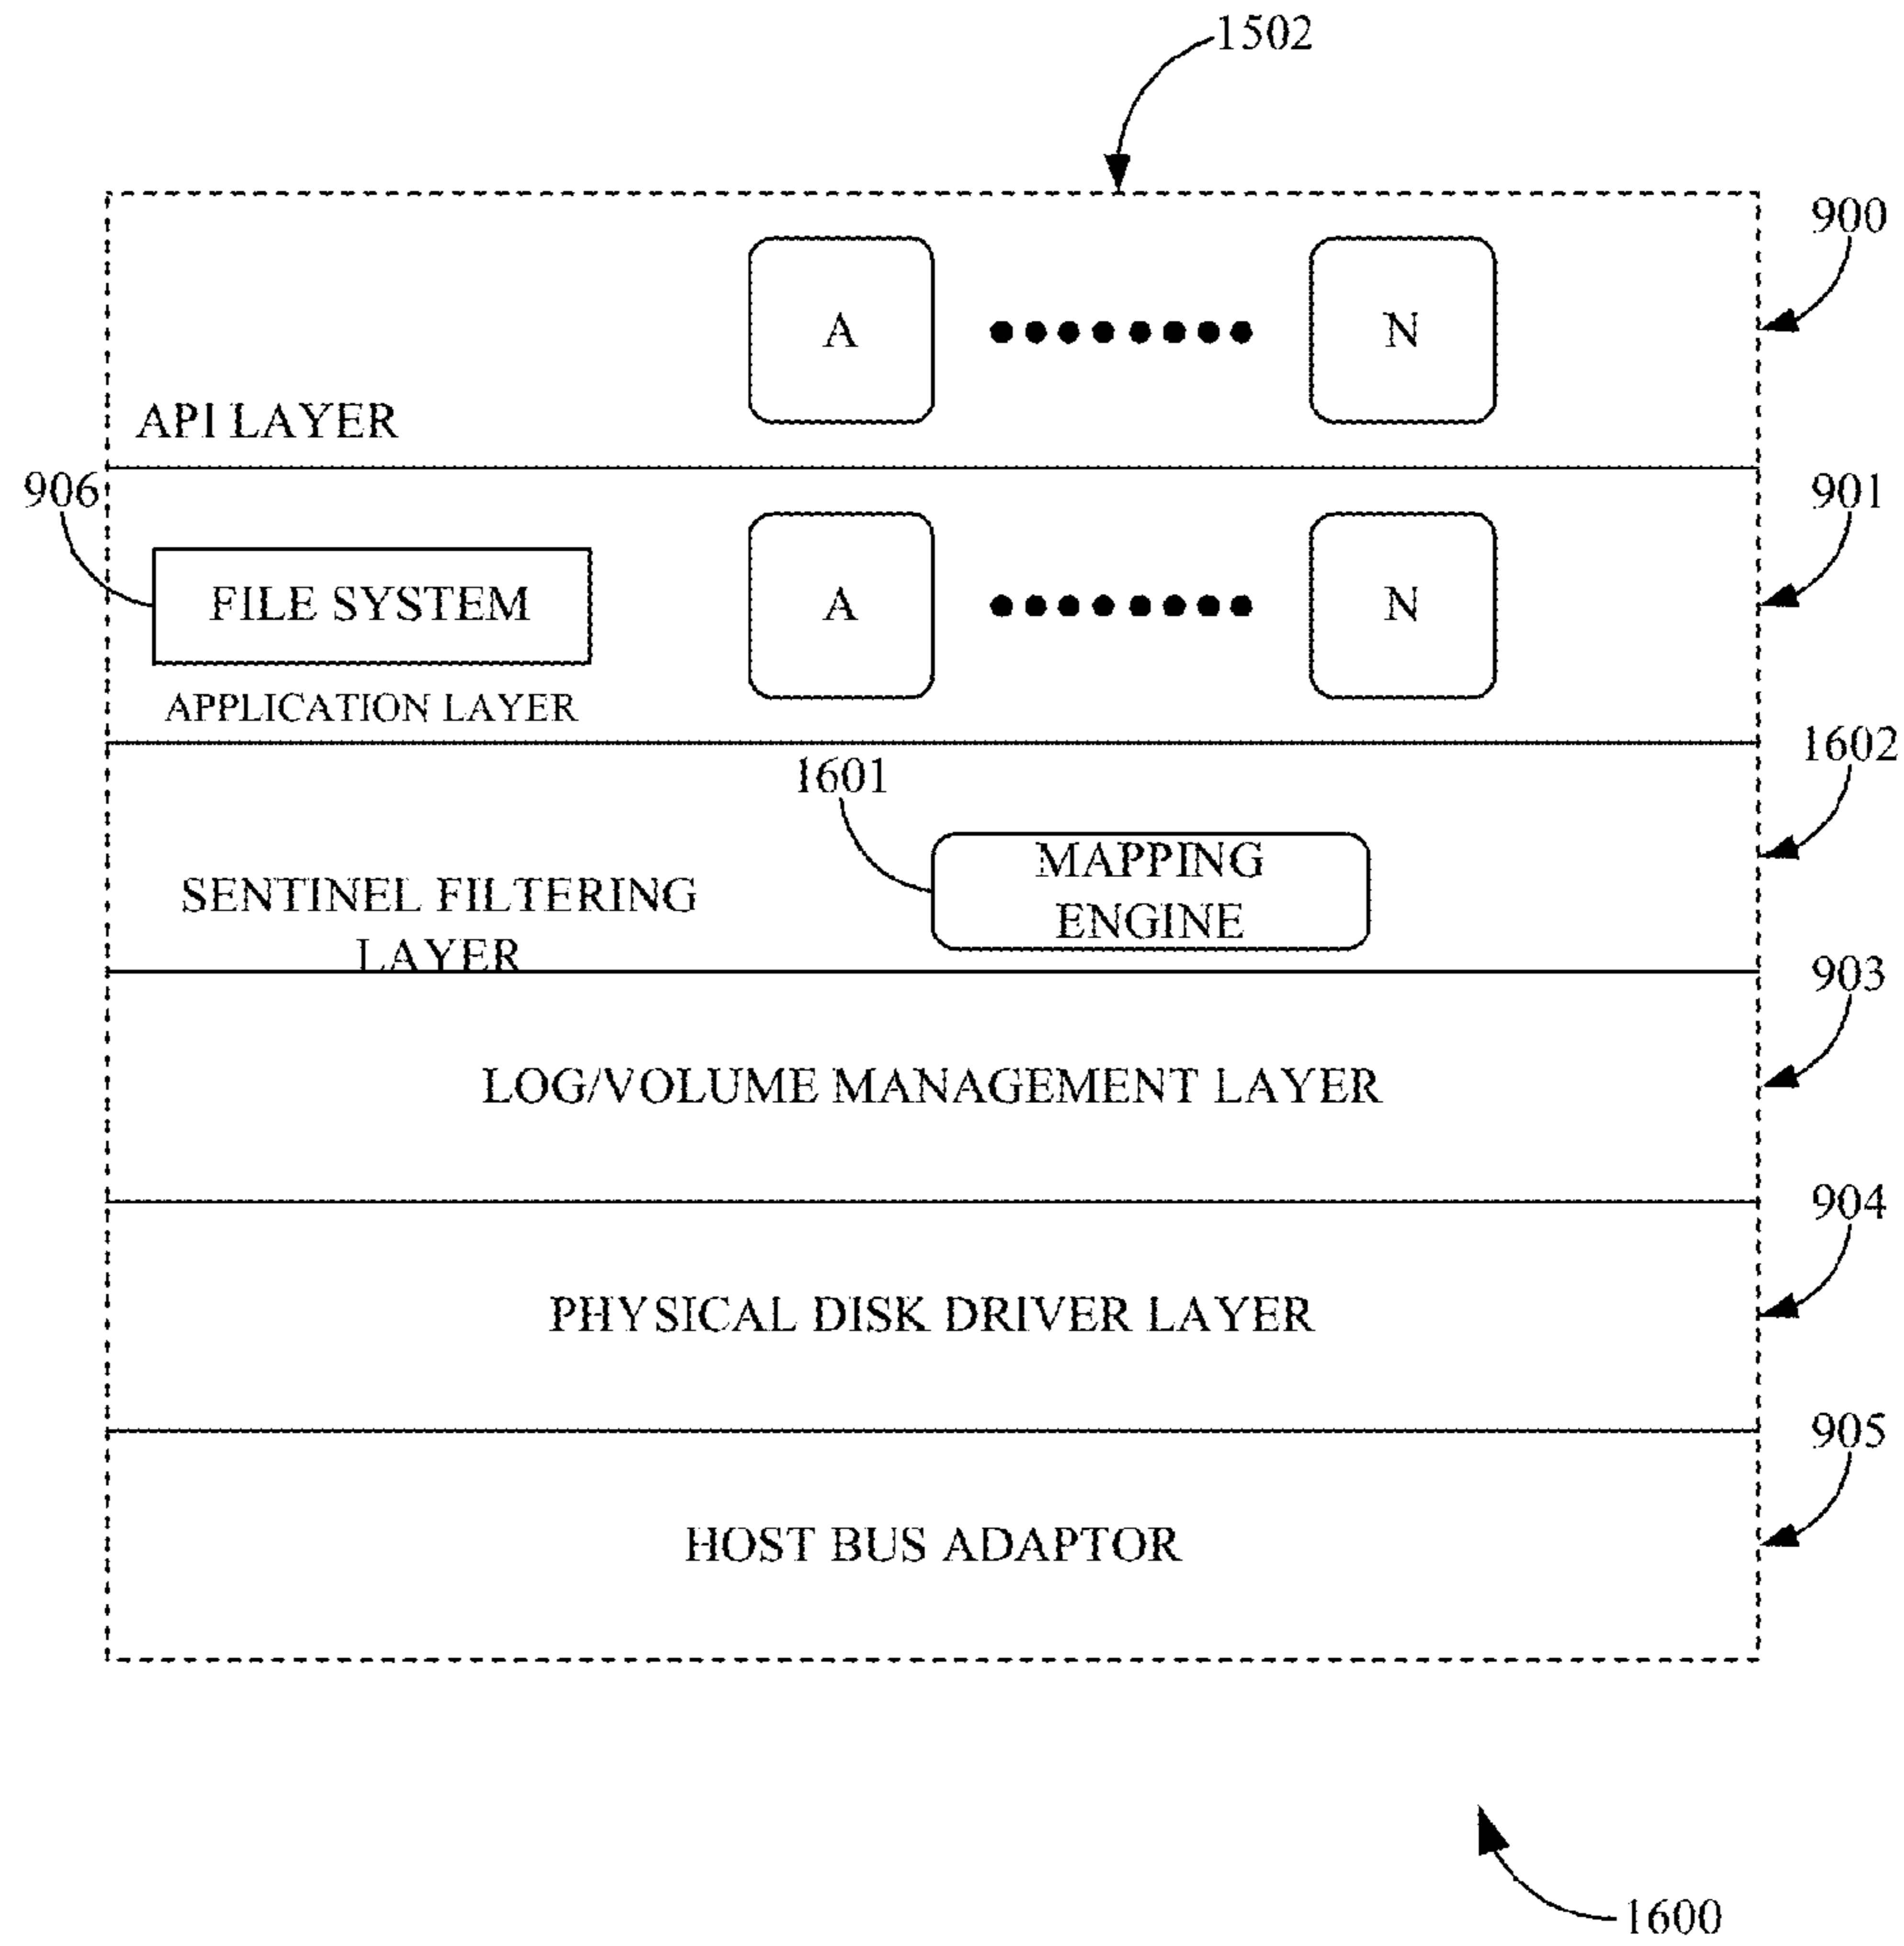 1502
900
A
N
API LAYER
906
901
FILE SYSTEM
A
N
APPLICATION LAYER
1602
1601
MAPPING
ENGINE
SENTINEL FILTERING
LAYER
903
LOG/VOLUME MANAGEMENT LAYER
904
PHYSICAL DISK DRIVER LAYER
905
HOST BUS ADAPTOR
1600